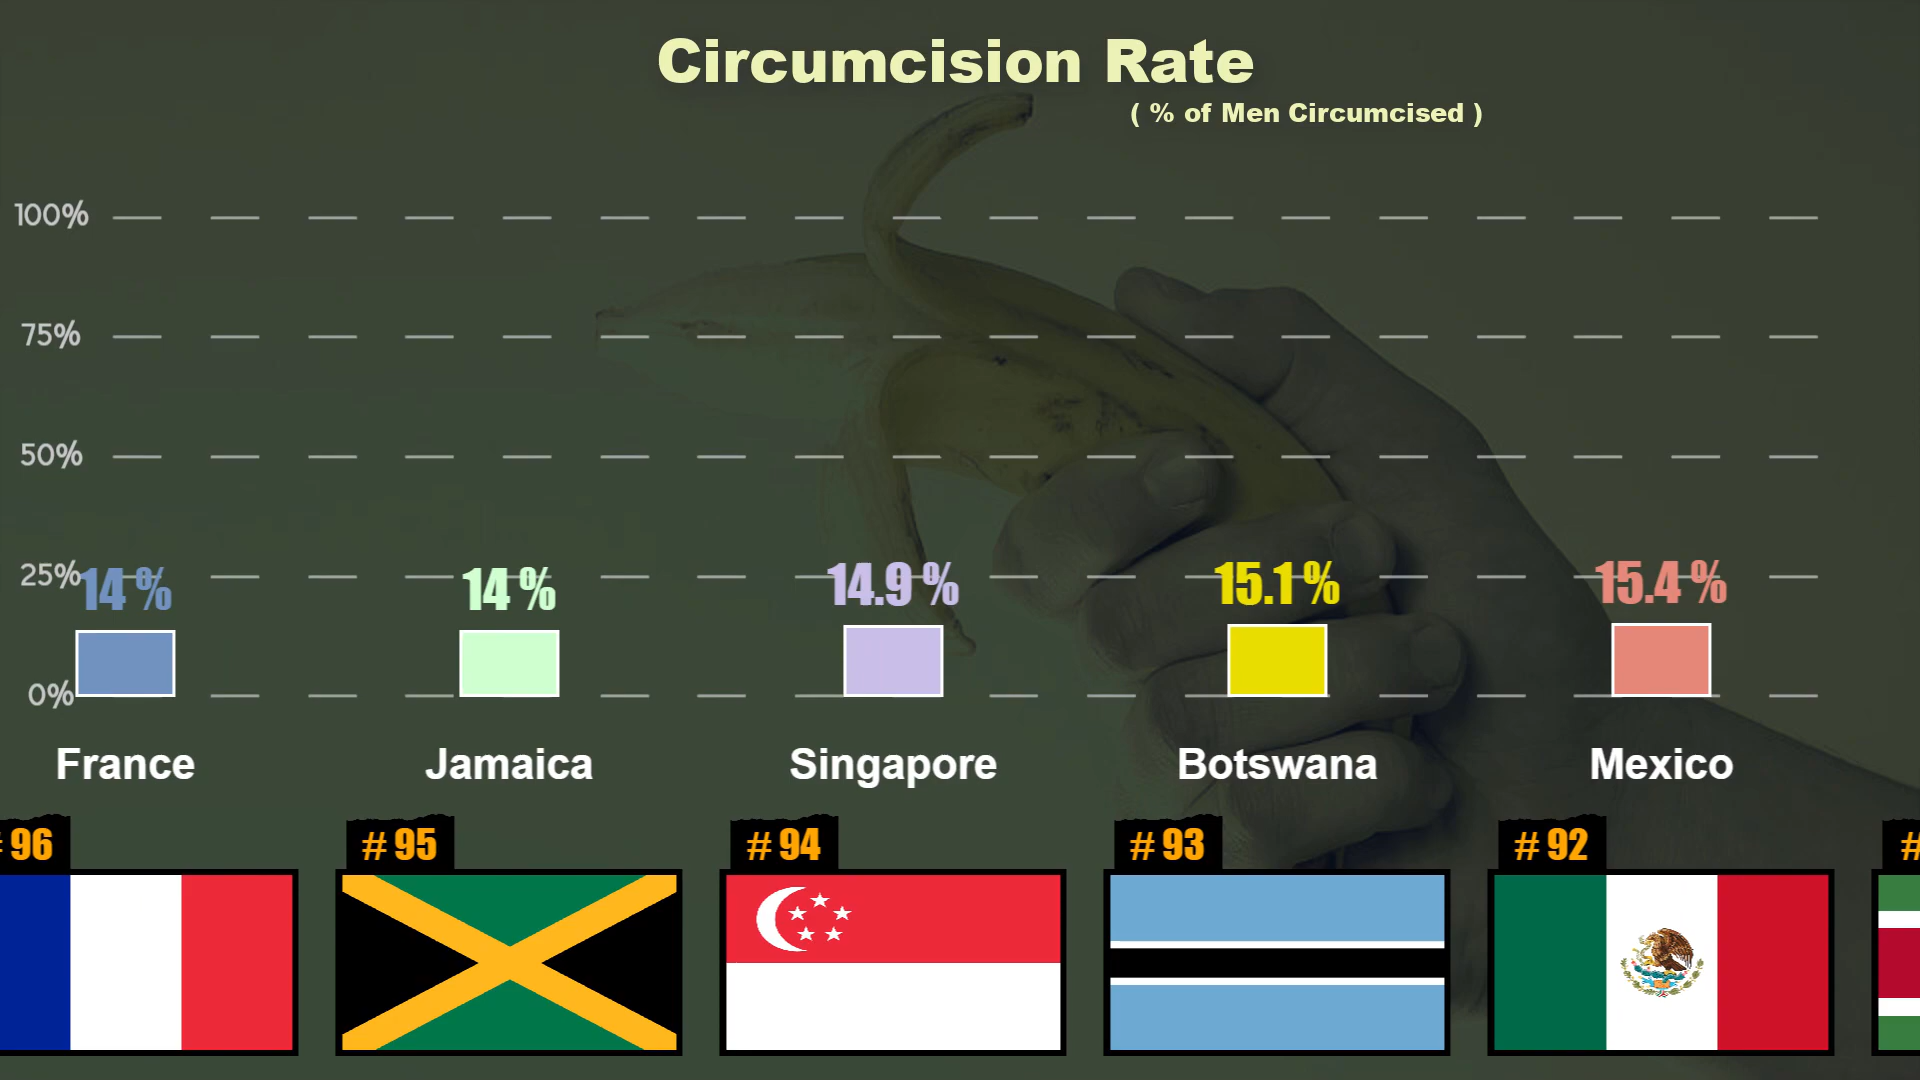 Circumcision Rate
( % of Men Circumcised )
100%
75%
50%
25%
0%
14 %
14 %
14.9 %
15.1 %
15.4 %
France
Jamaica
Singapore
Botswana
Mexico
# 96
# 95
# 94
# 93
# 92
#